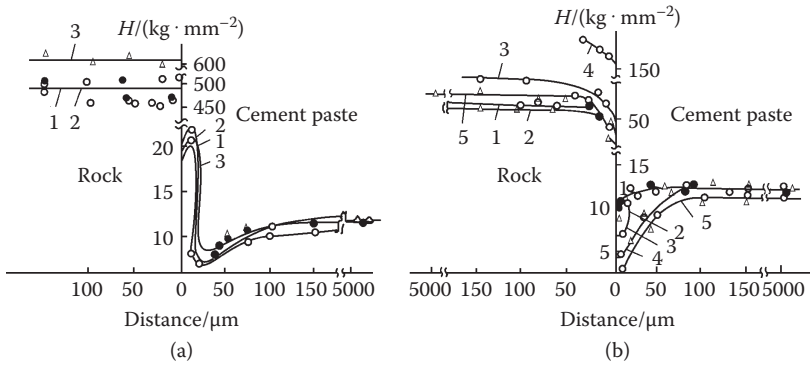 H/(kg · mm−2)
3
600
500
450
1 2
Cement paste
2
1
3
20
15
10
Rock
100 50 0 50 100 5000
Distance/µm
(a)
H/(kg · mm−2)
3
4
150
5 1 2
50
Cement paste
Rock
15
1
10
5
2
3
4
5
5000 150 100 50 0 50 100 150 5000
Distance/µm
(b)